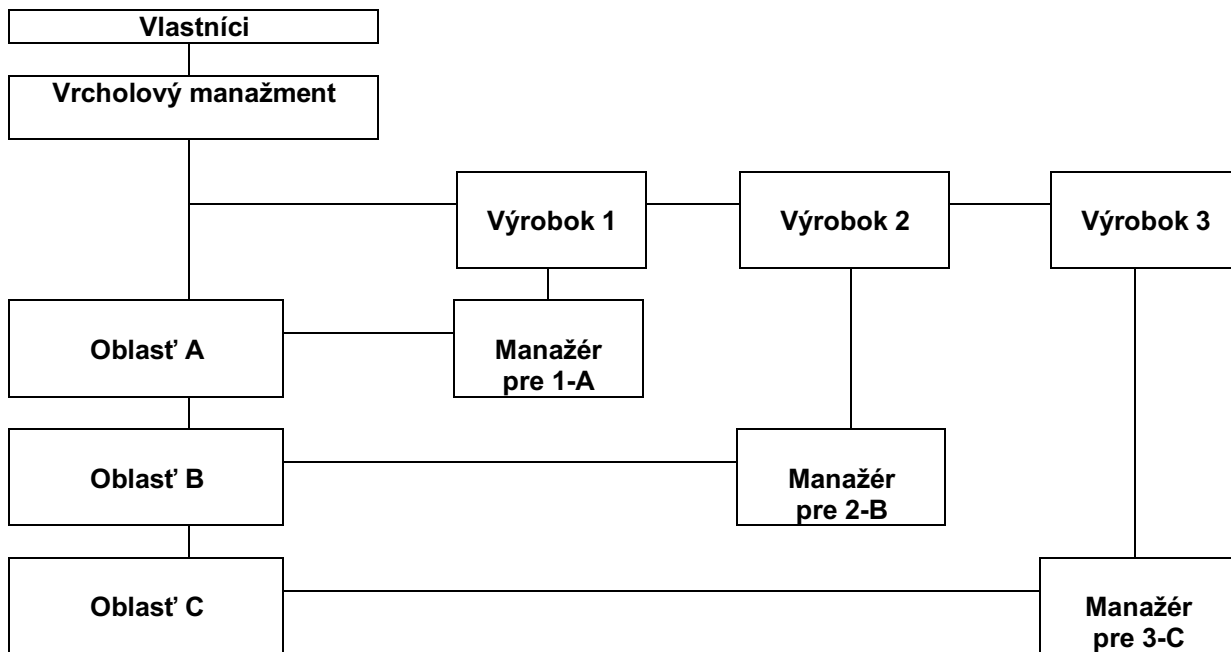 Vlastníci
Vrcholový manažment
Výrobok 1
Výrobok 2
Výrobok 3
Oblasť A
Manažér
pre 1-A
Oblasť B
Manažér
pre 2-B
Oblasť C
Manažér
pre 3-C